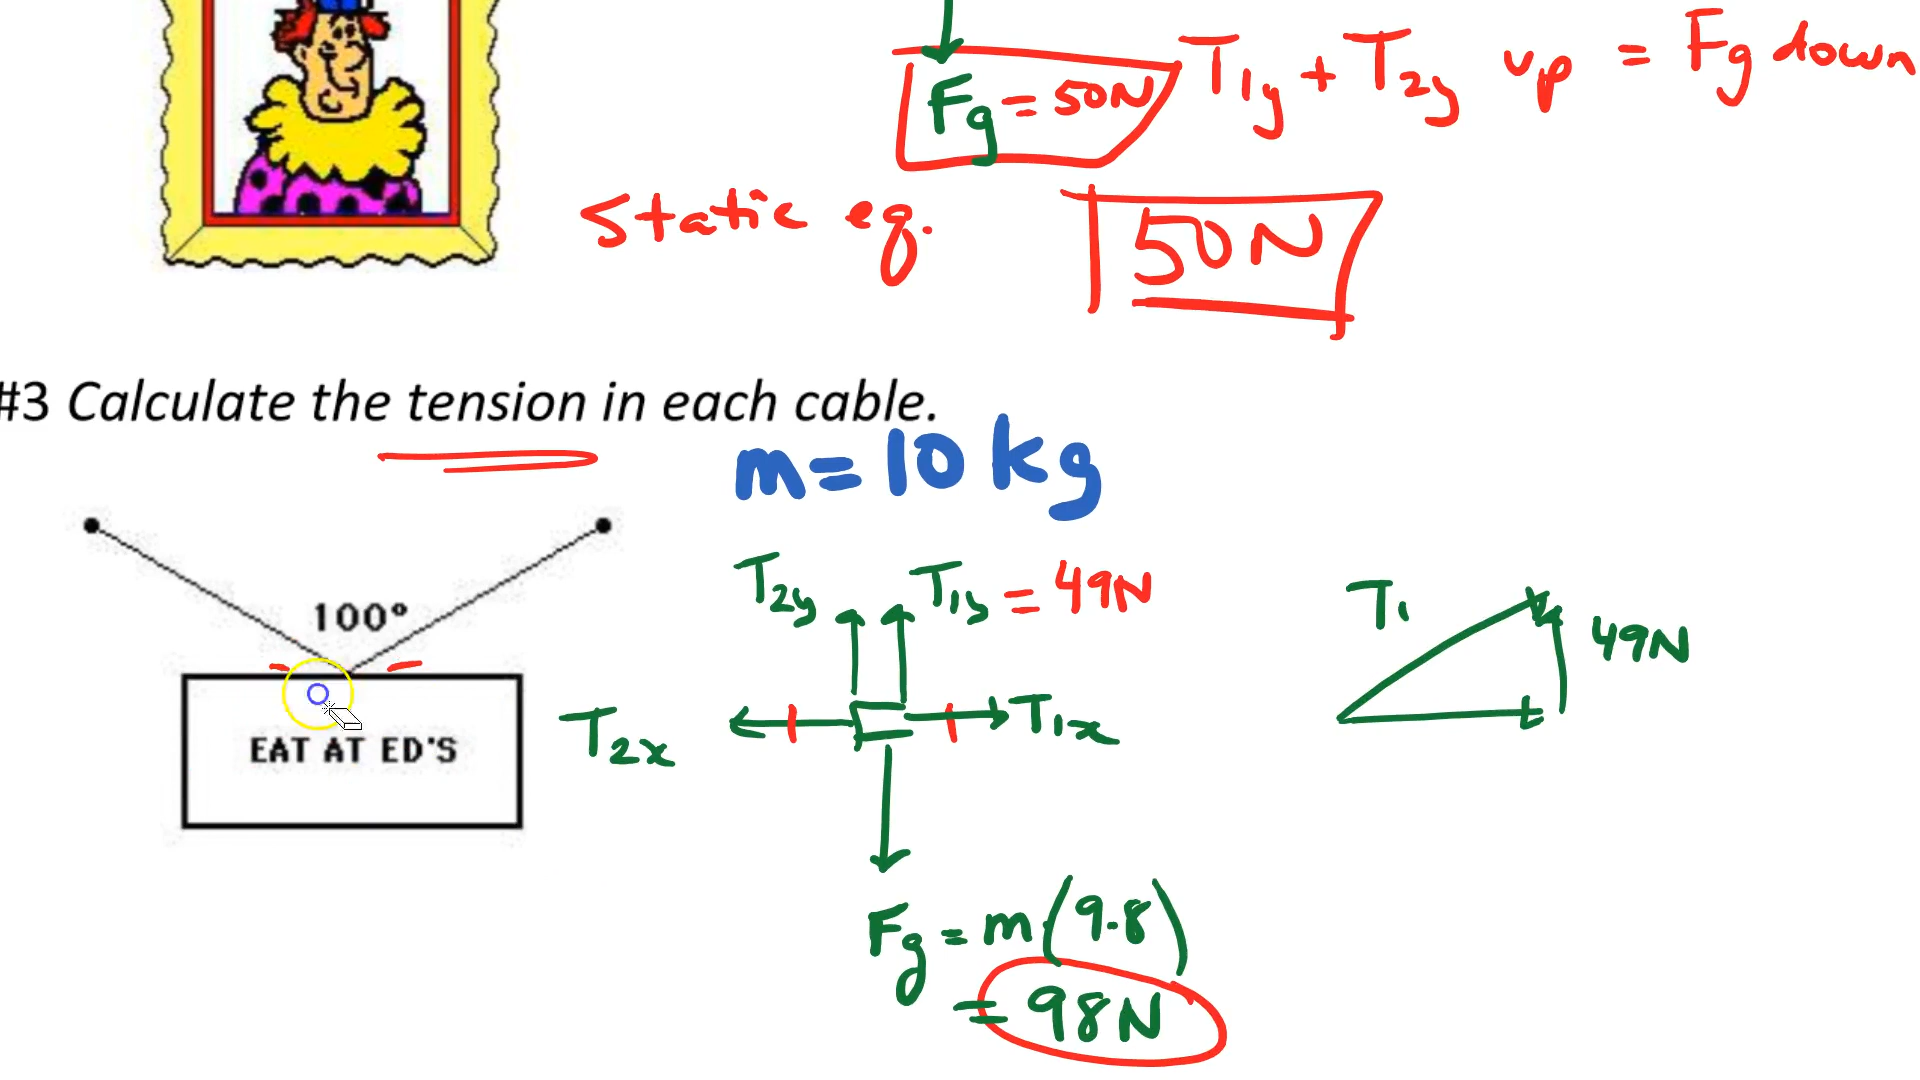 Fg = 50N
T1y + T2y up = Fg down
Static eq.
50N
#3 Calculate the tension in each cable.
m = 10 kg
100°
EAT AT ED'S
T2y
T1y = 49N
T2x
T1x
T1
49N
Fg = m(9.8)
= 98N